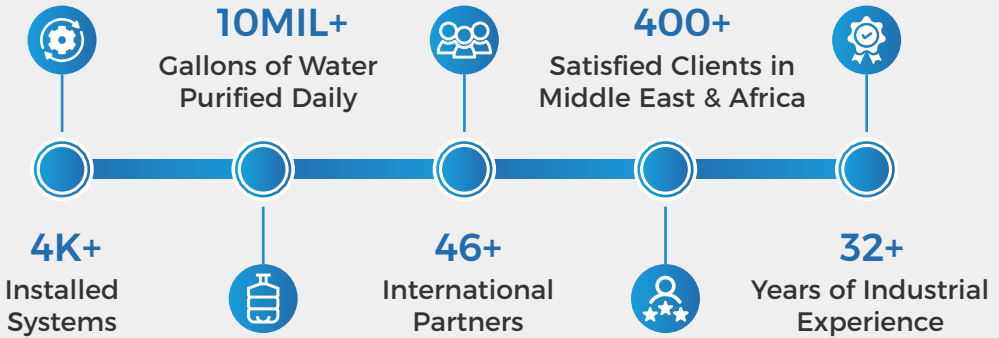 10MIL+
Gallons of Water
Purified Daily
400+
Satisfied Clients in
Middle East & Africa
4K+
Installed
Systems
46+
International
Partners
32+
Years of Industrial
Experience